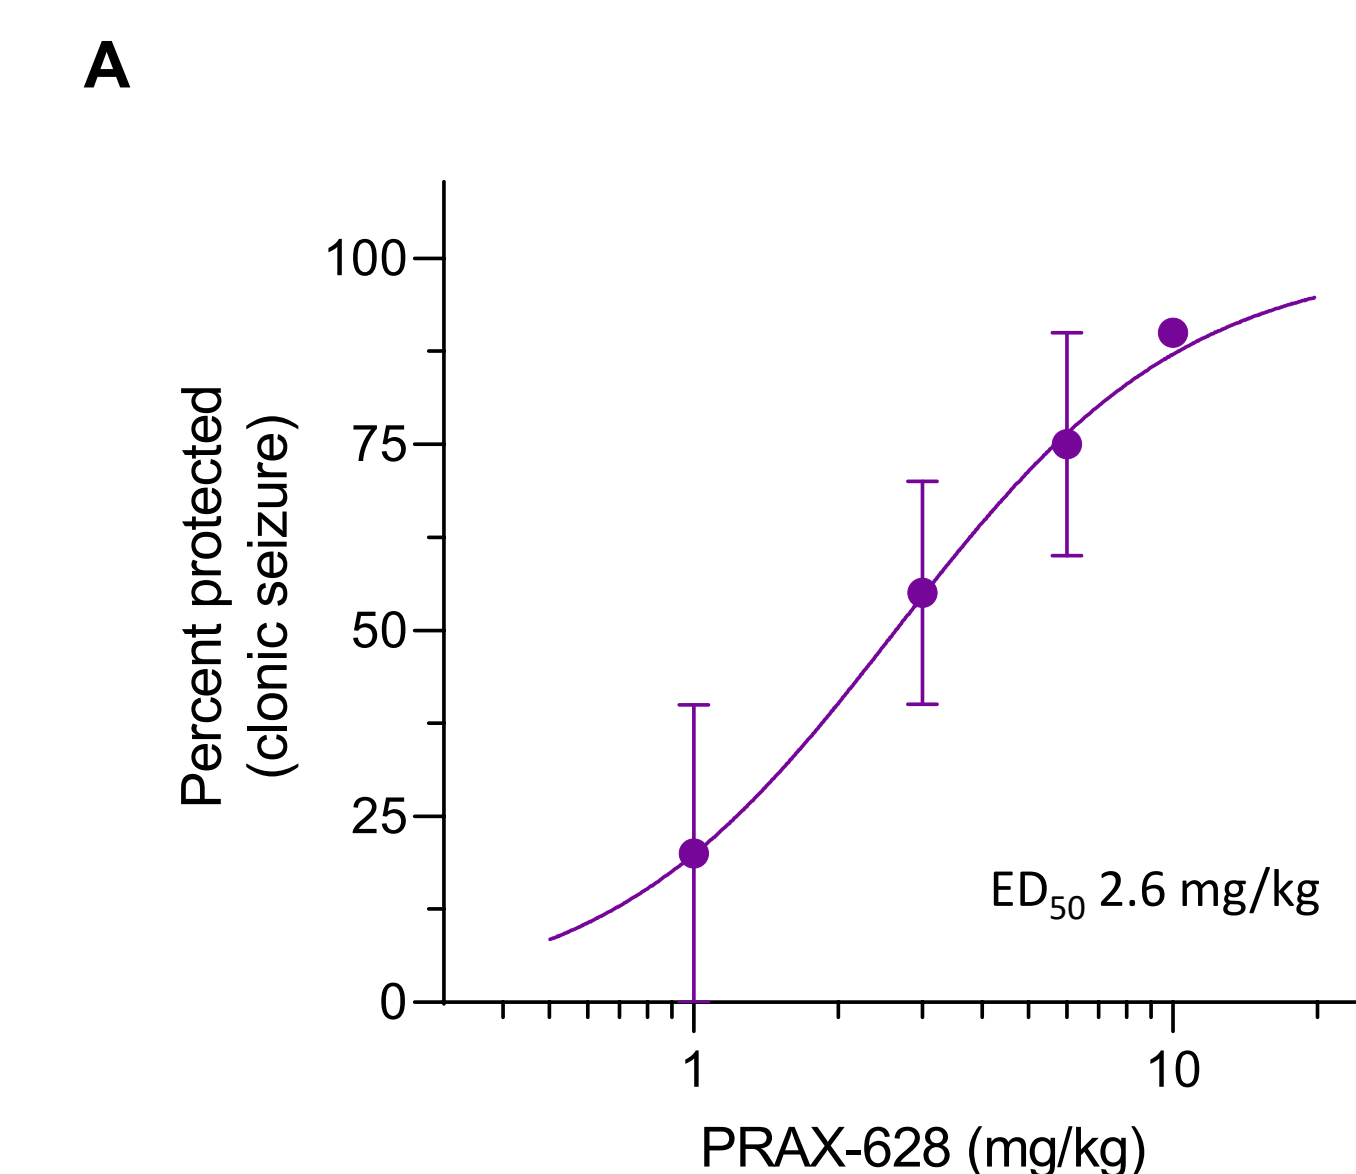 A
Percent protected
(clonic seizure)
100
75
50
25
0
ED₅₀ 2.6 mg/kg
1
10
PRAX-628 (mg/kg)